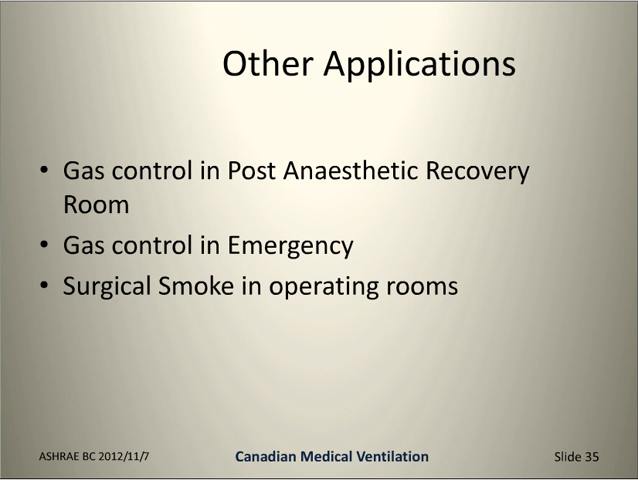 Other Applications
• Gas control in Post Anaesthetic Recovery
Room
• Gas control in Emergency
• Surgical Smoke in operating rooms
ASHRAE BC 2012/11/7
Canadian Medical Ventilation
Slide 35